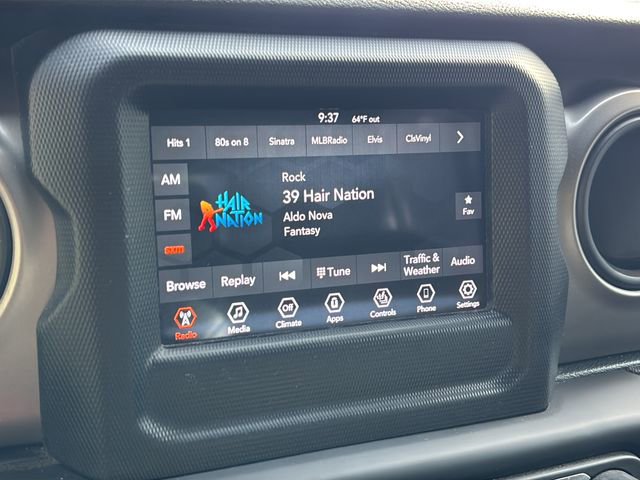 9:37 64°F out
Hits 1 80s on 8 Sinatra MLBRadio Elvis ClsVinyl >
AM
FM
sxm
HAIR
NATION
Rock
39 Hair Nation
Aldo Nova
Fantasy
Fav
Browse Replay Tune Traffic & Weather Audio
Radio Media Off Climate Apps Controls Phone Settings